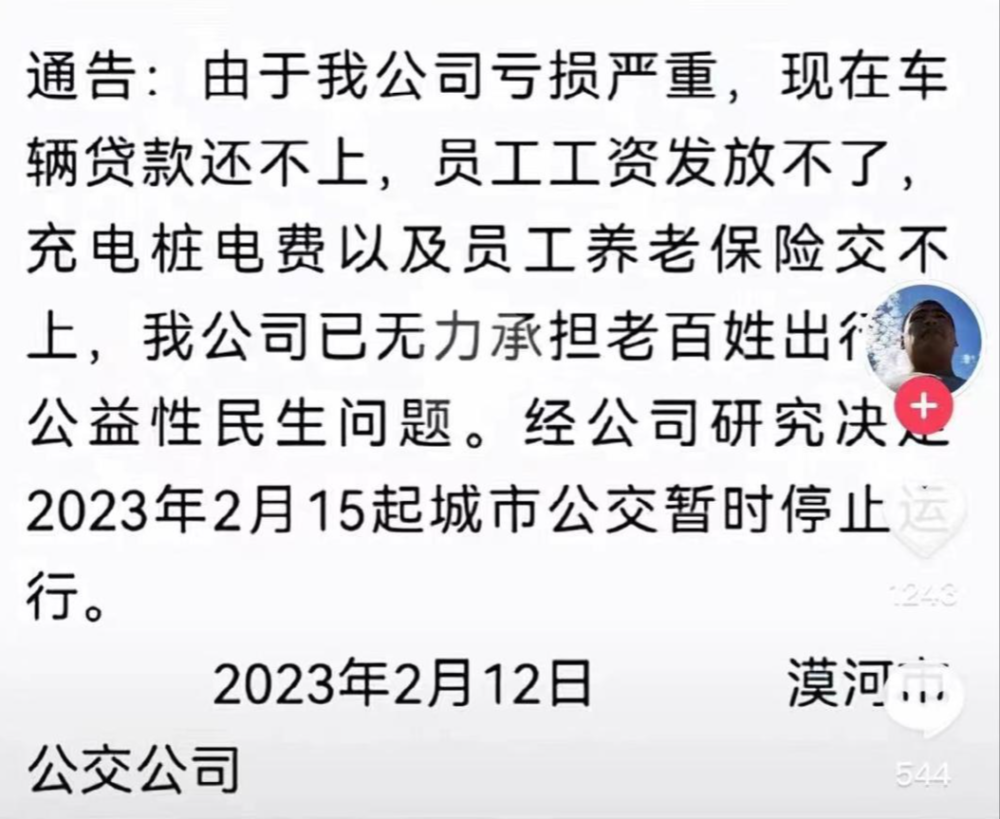 通告：由于我公司亏损严重，现在车
辆贷款还不上，员工工资发放不了，
充电桩电费以及员工养老保险交不
上，我公司已无力承担老百姓出行
公益性民生问题。经公司研究决定
2023年2月15起城市公交暂时停止运
行。
2023年2月12日 漠河市
公交公司
1243
544